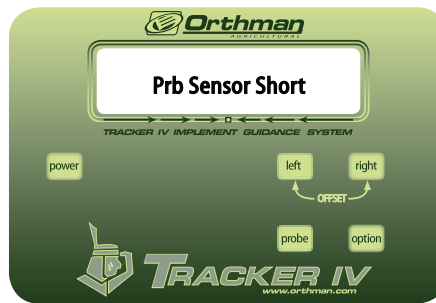 Orthman
AGRICULTURAL
Prb Sensor Short
TRACKER IV IMPLEMENT GUIDANCE SYSTEM
power
left
right
OFFSET
probe
option
TRACKER IV
www.orthman.com